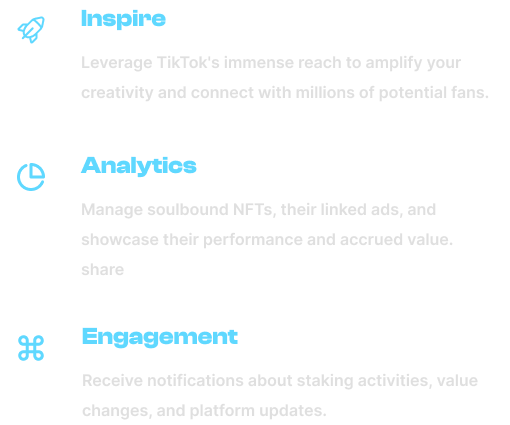 Inspire
Leverage TikTok's immense reach to amplify your
creativity and connect with millions of potential fans.
Analytics
Manage soulbound NFTs, their linked ads, and
showcase their performance and accrued value.
share
Engagement
Receive notifications about staking activities, value
changes, and platform updates.